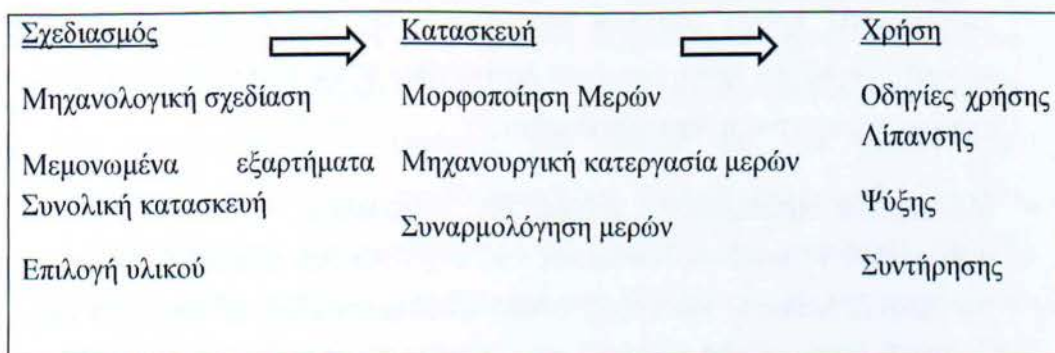 Σχεδιασμός
Μηχανολογική σχεδίαση
Μεμονωμένα εξαρτήματα
Συνολική κατασκευή
Επιλογή υλικού
Κατασκευή
Μορφοποίηση Μερών
Μηχανουργική κατεργασία μερών
Συναρμολόγηση μερών
Χρήση
Οδηγίες χρήσης
Λίπανσης
Ψύξης
Συντήρησης